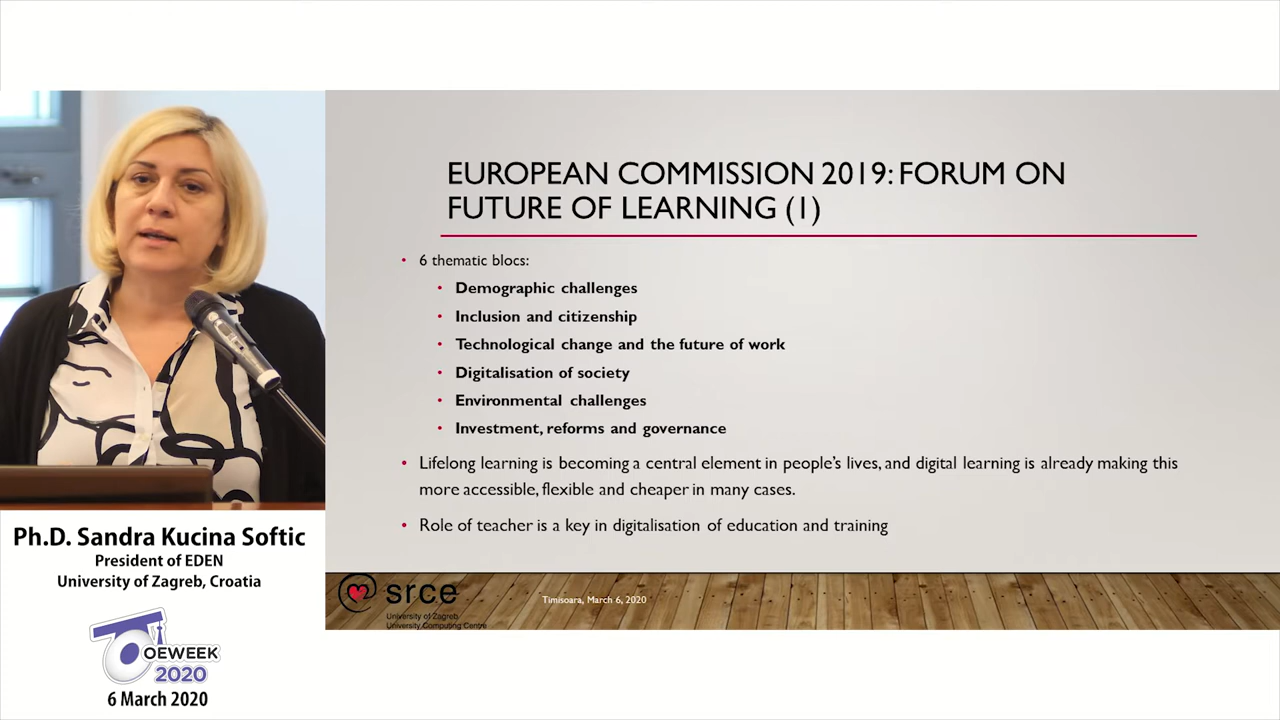 EUROPEAN COMMISSION 2019: FORUM ON
FUTURE OF LEARNING (1)
• 6 thematic blocs:
• Demographic challenges
• Inclusion and citizenship
• Technological change and the future of work
• Digitalisation of society
• Environmental challenges
• Investment, reforms and governance
• Lifelong learning is becoming a central element in people's lives, and digital learning is already making this
more accessible, flexible and cheaper in many cases.
• Role of teacher is a key in digitalisation of education and training
srce
University of Zagreb
University Computing Centre
Timisoara, March 6, 2020
Ph.D. Sandra Kucina Softic
President of EDEN
University of Zagreb, Croatia
OEWEEK
2020
6 March 2020